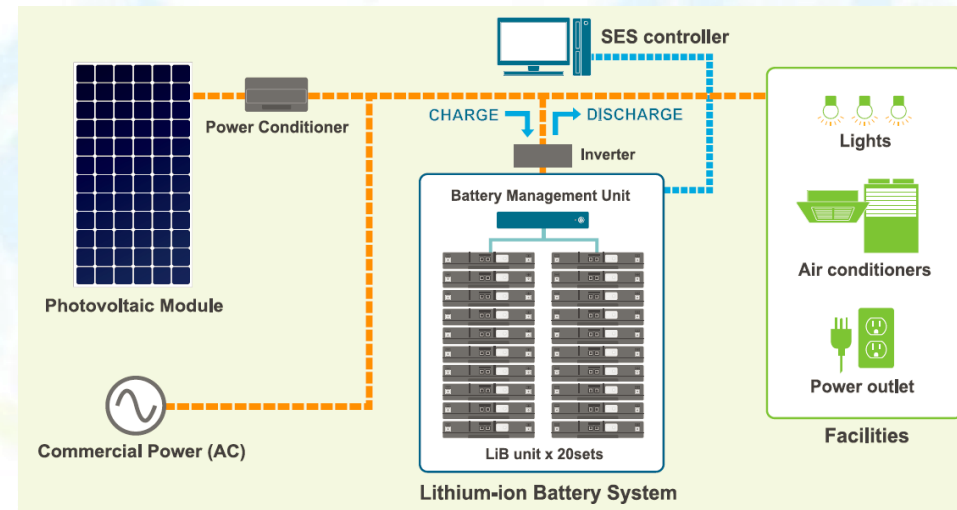 SES controller
Power Conditioner
CHARGE
DISCHARGE
Inverter
Lights
Battery Management Unit
Air conditioners
Photovoltaic Module
Power outlet
Commercial Power (AC)
LiB unit x 20sets
Facilities
Lithium-ion Battery System